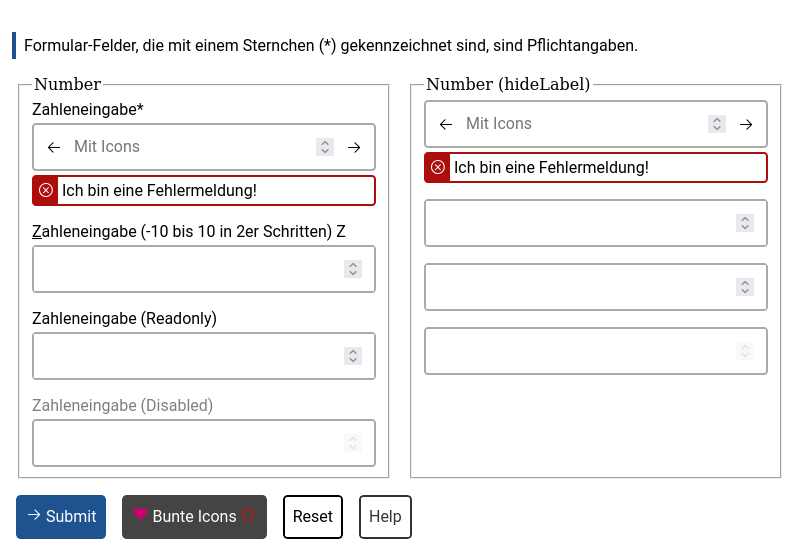 Formular-Felder, die mit einem Sternchen (*) gekennzeichnet sind, sind Pflichtangaben.
Number
Zahleneingabe*
Mit Icons
Ich bin eine Fehlermeldung!
Zahleneingabe (-10 bis 10 in 2er Schritten) Z
Zahleneingabe (Readonly)
Zahleneingabe (Disabled)
Number (hideLabel)
Mit Icons
Ich bin eine Fehlermeldung!
Submit
Bunte Icons
Reset
Help